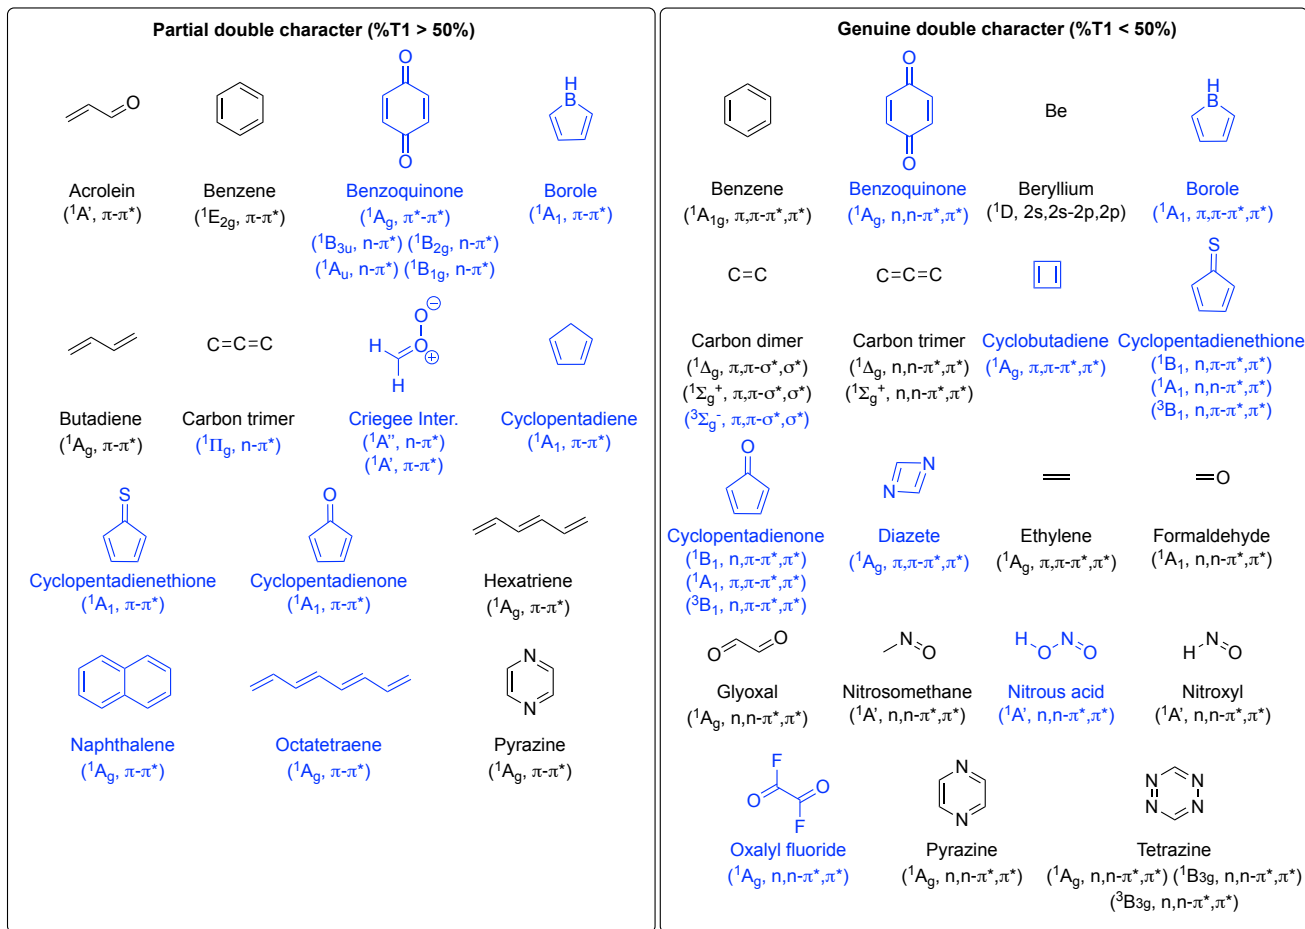 Partial double character (%T1 > 50%)
O
Acrolein
(¹A', π-π*)
Benzene
(¹E₂g, π-π*)
O
O
Benzoquinone
(¹Ag, π*-π*)
(¹B₃u, n-π*) (¹B₂g, n-π*)
(¹Au, n-π*) (¹B₁g, n-π*)
H
B
Borole
(¹A₁, π-π*)
Butadiene
(¹Ag, π-π*)
C=C=C
Carbon trimer
(¹Πg, n-π*)
O ⊖
O
H O ⊕
H
Criegee Inter.
(¹A'', n-π*)
(¹A', π-π*)
Cyclopentadiene
(¹A₁, π-π*)
S
Cyclopentadienethione
(¹A₁, π-π*)
O
Cyclopentadienone
(¹A₁, π-π*)
Hexatriene
(¹Ag, π-π*)
Naphthalene
(¹Ag, π-π*)
Octatetraene
(¹Ag, π-π*)
N
N
Pyrazine
(¹Ag, π-π*)
Genuine double character (%T1 < 50%)
Benzene
(¹A₁g, π,π-π*,π*)
O
O
Benzoquinone
(¹Ag, n,n-π*,π*)
Be
Beryllium
(¹D, 2s,2s-2p,2p)
H
B
Borole
(¹A₁, π,π-π*,π*)
C=C
Carbon dimer
(¹Δg, π,π-σ*,σ*)
(¹Σg⁺, π,π-σ*,σ*)
(³Σg⁻, π,π-σ*,σ*)
C=C=C
Carbon trimer
(¹Δg, n,n-π*,π*)
(¹Σg⁺, n,n-π*,π*)
Cyclobutadiene
(¹Ag, π,π-π*,π*)
S
Cyclopentadienethione
(¹B₁, n,π-π*,π*)
(¹A₁, n,n-π*,π*)
(³B₁, n,π-π*,π*)
O
Cyclopentadienone
(¹B₁, n,π-π*,π*)
(¹A₁, π,π-π*,π*)
(³B₁, n,π-π*,π*)
N
N
Diazete
(¹Ag, π,π-π*,π*)
Ethylene
(¹Ag, π,π-π*,π*)
=O
Formaldehyde
(¹A₁, n,n-π*,π*)
O
O
Glyoxal
(¹Ag, n,n-π*,π*)
N
O
Nitrosomethane
(¹A', n,n-π*,π*)
H N
O O
Nitrous acid
(¹A', n,n-π*,π*)
N
H O
Nitroxyl
(¹A', n,n-π*,π*)
F
O O
F
Oxalyl fluoride
(¹Ag, n,n-π*,π*)
N
N
Pyrazine
(¹Ag, n,n-π*,π*)
N N
N N
Tetrazine
(¹Ag, n,n-π*,π*) (¹B₃g, n,n-π*,π*)
(³B₃g, n,n-π*,π*)